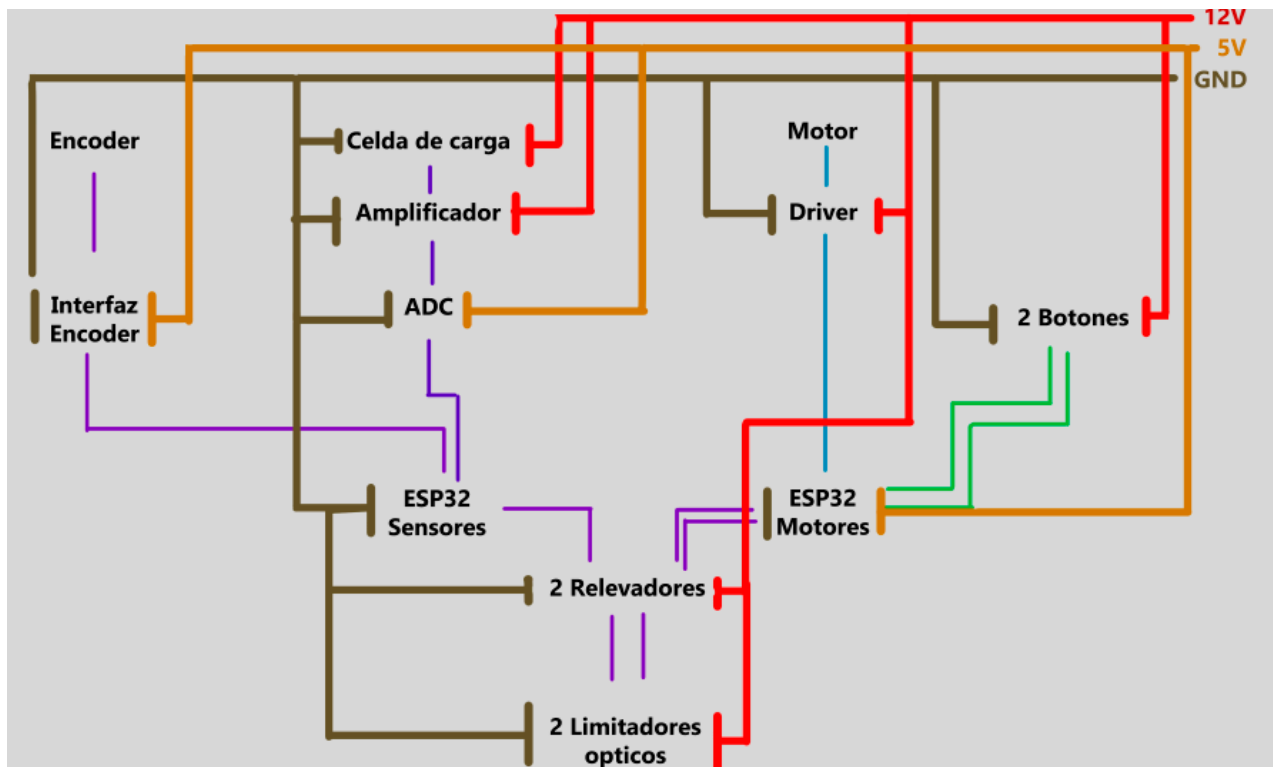 12V
5V
GND
Encoder
Celda de carga
Motor
Amplificador
Driver
Interfaz
Encoder
ADC
2 Botones
ESP32
Sensores
ESP32
Motores
2 Relevadores
2 Limitadores
opticos